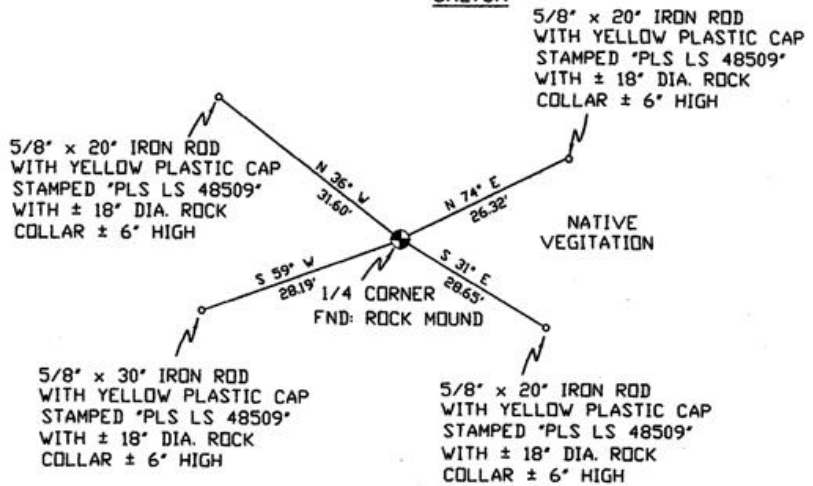 5/8" x 20" IRON ROD
WITH YELLOW PLASTIC CAP
STAMPED "PLS LS 48509"
WITH ± 18" DIA. ROCK
COLLAR ± 6" HIGH
5/8" x 20" IRON ROD
WITH YELLOW PLASTIC CAP
STAMPED "PLS LS 48509"
WITH ± 18" DIA. ROCK
COLLAR ± 6" HIGH
N 36° W
31.60'
N 74° E
26.32'
NATIVE
VEGITATION
S 59° W
28.19'
S 31° E
28.65'
1/4 CORNER
FND: ROCK MOUND
5/8" x 30" IRON ROD
WITH YELLOW PLASTIC CAP
STAMPED "PLS LS 48509"
WITH ± 18" DIA. ROCK
COLLAR ± 6" HIGH
5/8" x 20" IRON ROD
WITH YELLOW PLASTIC CAP
STAMPED "PLS LS 48509"
WITH ± 18" DIA. ROCK
COLLAR ± 6" HIGH